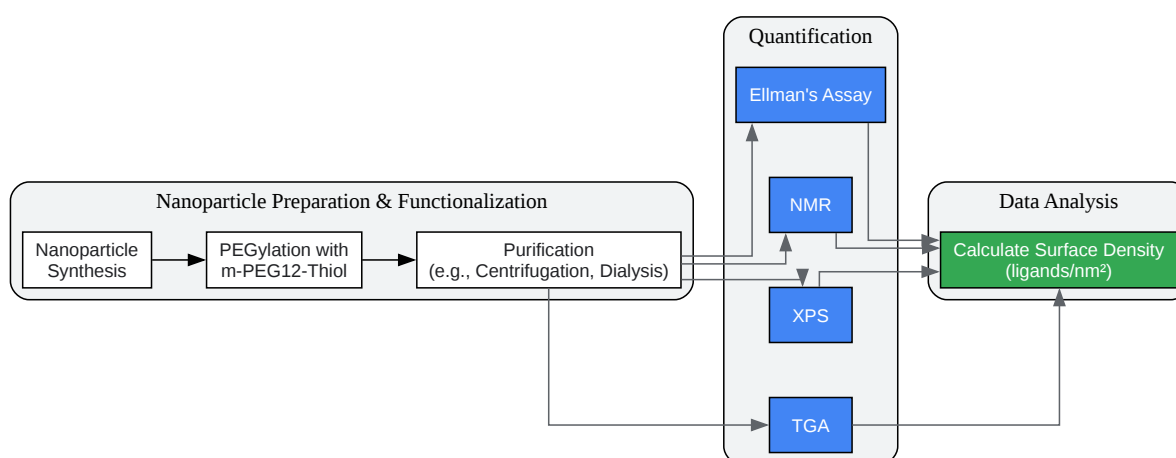 Quantification
Ellman's Assay
Nanoparticle Preparation & Functionalization
NMR
Data Analysis
Nanoparticle
Synthesis
PEGylation with
m-PEG12-Thiol
Purification
(e.g., Centrifugation, Dialysis)
Calculate Surface Density
(ligands/nm²)
XPS
TGA